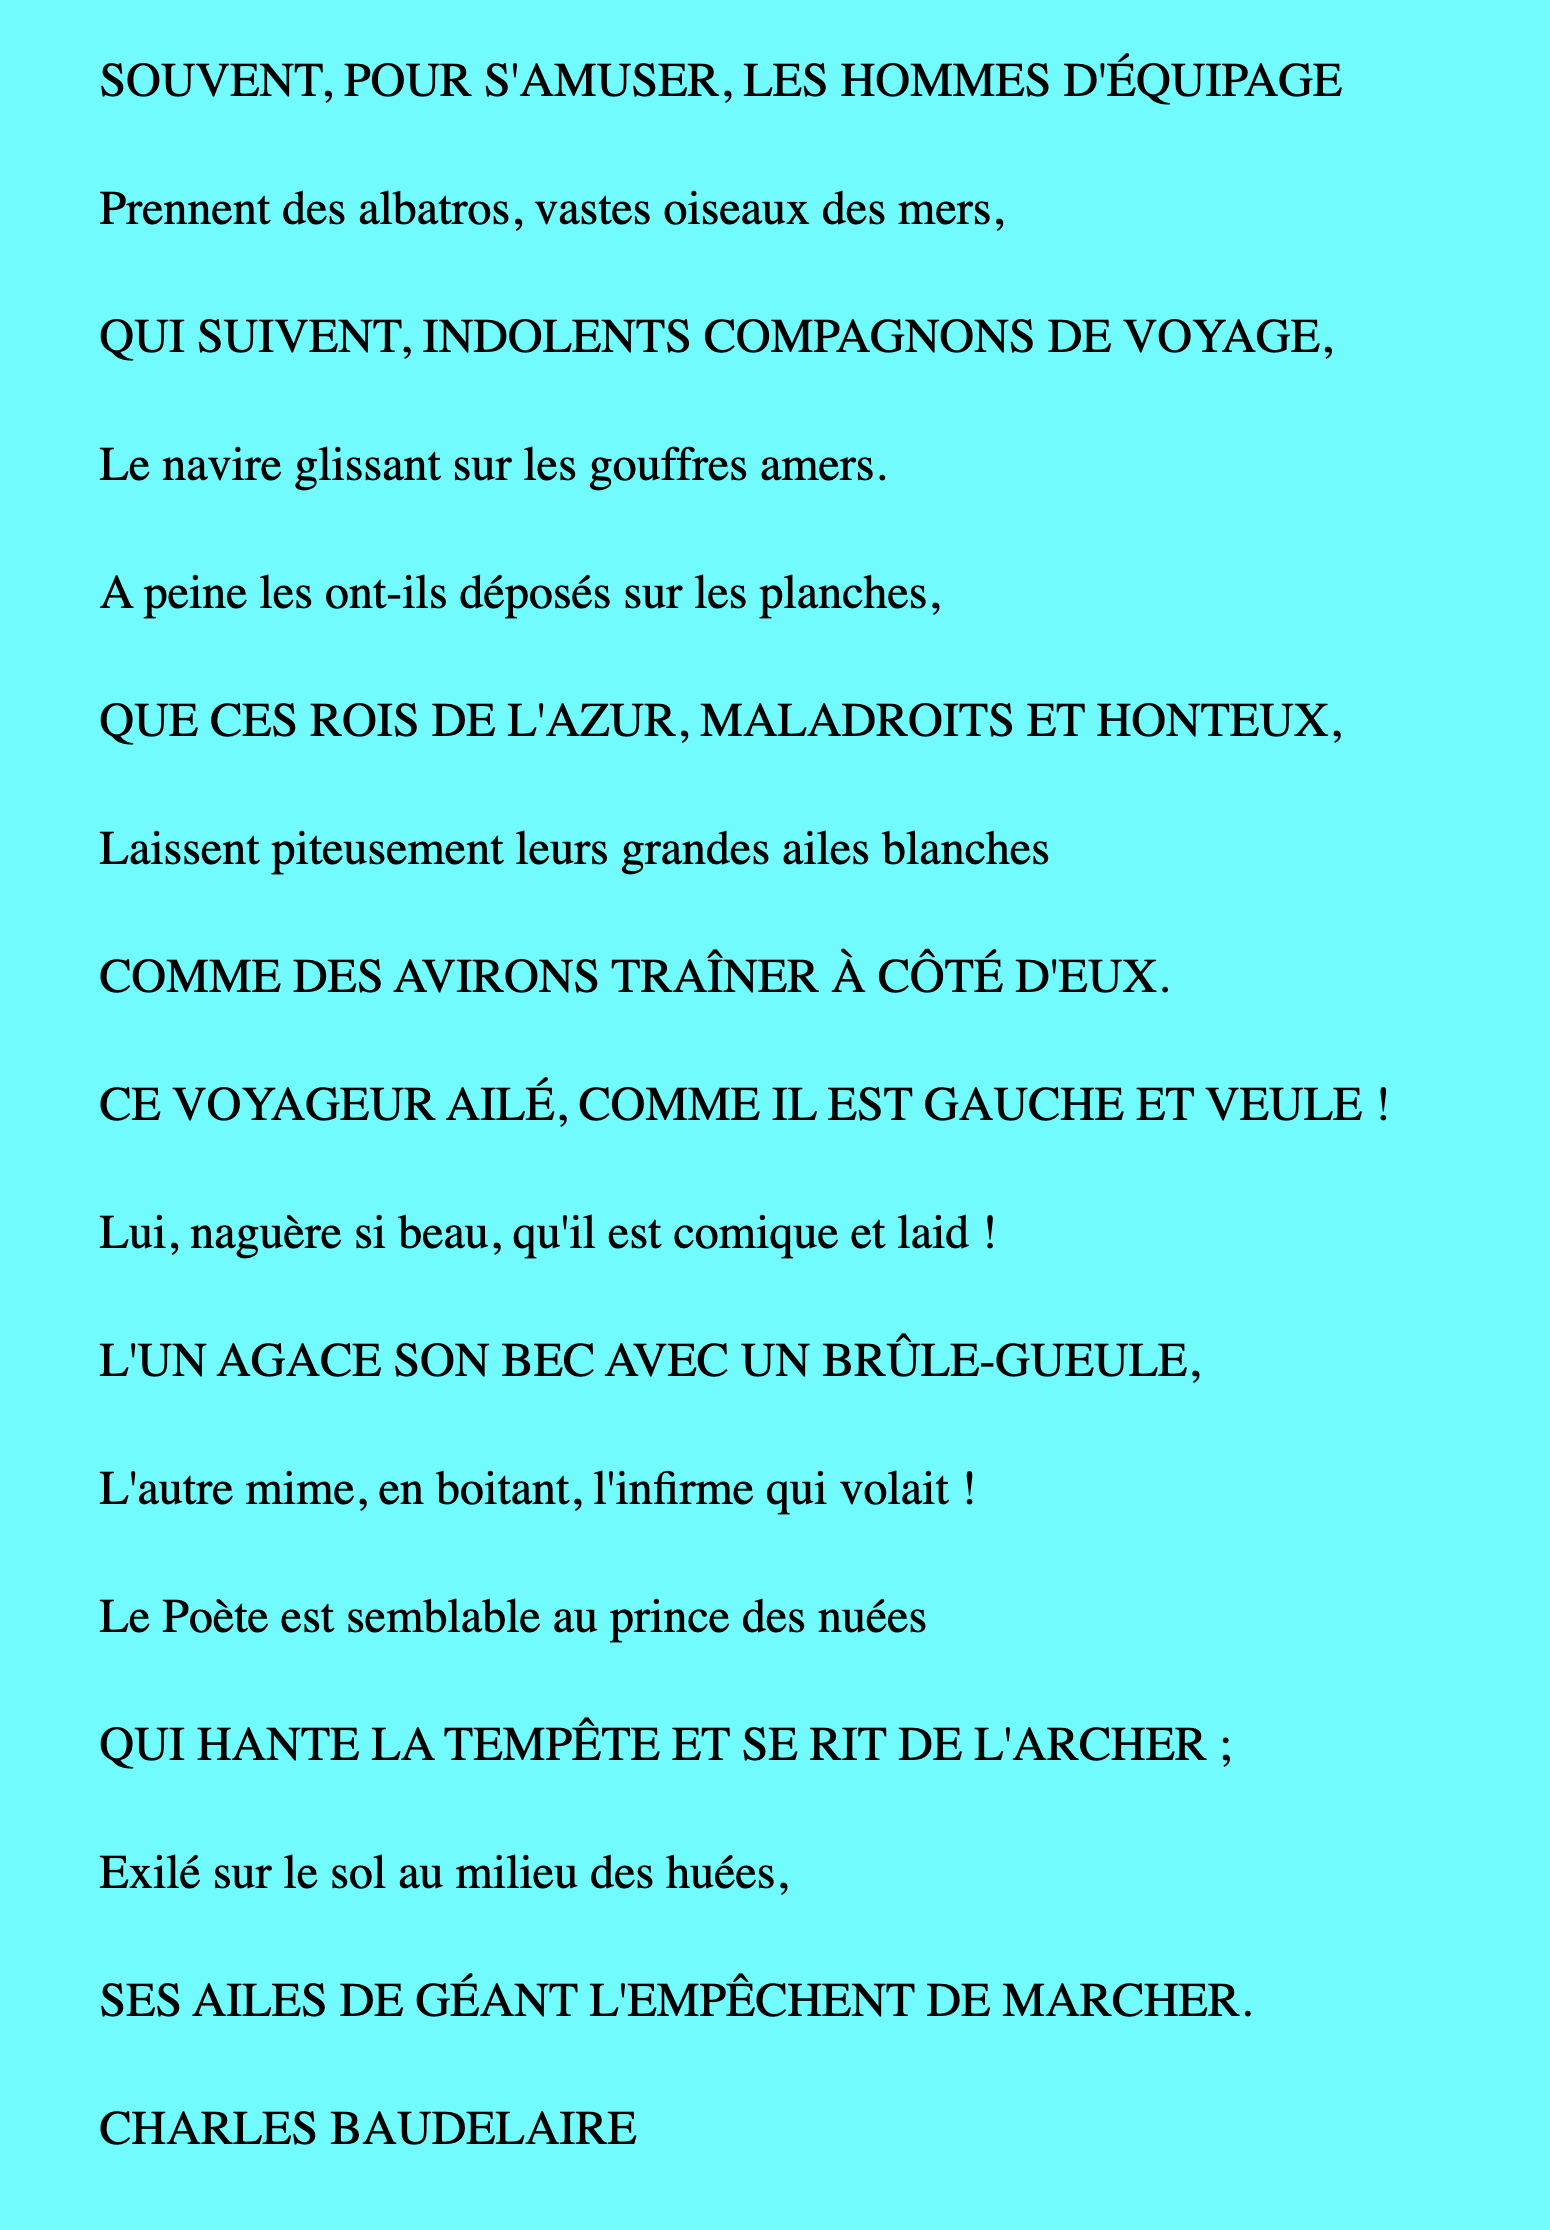 SOUVENT, POUR S'AMUSER, LES HOMMES D'ÉQUIPAGE
Prennent des albatros, vastes oiseaux des mers,
QUI SUIVENT, INDOLENTS COMPAGNONS DE VOYAGE,
Le navire glissant sur les gouffres amers.
A peine les ont-ils déposés sur les planches,
QUE CES ROIS DE L'AZUR, MALADROITS ET HONTEUX,
Laissent piteusement leurs grandes ailes blanches
COMME DES AVIRONS TRAÎNER À CÔTÉ D'EUX.
CE VOYAGEUR AILÉ, COMME IL EST GAUCHE ET VEULE !
Lui, naguère si beau, qu'il est comique et laid !
L'UN AGACE SON BEC AVEC UN BRÛLE-GUEULE,
L'autre mime, en boitant, l'infirme qui volait !
Le Poète est semblable au prince des nuées
QUI HANTE LA TEMPÊTE ET SE RIT DE L'ARCHER ;
Exilé sur le sol au milieu des huées,
SES AILES DE GÉANT L'EMPÊCHENT DE MARCHER.
CHARLES BAUDELAIRE